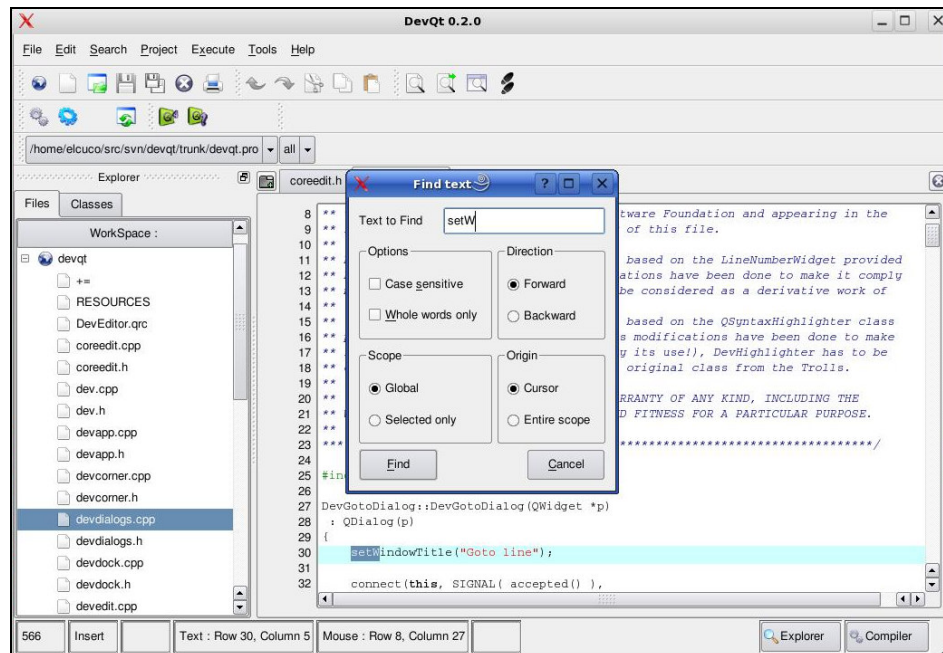 DevQt 0.2.0
File Edit Search Project Execute Tools Help
/home/elcuco/src/svn/devqt/trunk/devqt.pro all
Explorer
coreedit.h
Files Classes
WorkSpace :
devqt
+=
RESOURCES
DevEditor.qrc
coreedit.cpp
coreedit.h
dev.cpp
dev.h
devapp.cpp
devapp.h
devcorner.cpp
devcorner.h
devdialogs.cpp
devdialogs.h
devdock.cpp
devdock.h
devedit.cpp
8 ** tware Foundation and appearing in the
9 ** of this file.
10 **
11 ** based on the LineNumberWidget provided
12 ** ations have been done to make it comply
13 ** be considered as a derivative work of
14 **
15 ** based on the QSyntaxHighlighter class
16 ** s modifications have been done to make
17 ** y its use!), DevHighlighter has to be
18 ** original class from the Trolls.
19 **
20 ** RRANTY OF ANY KIND, INCLUDING THE
21 ** D FITNESS FOR A PARTICULAR PURPOSE.
22 **
23 **** ***********************************/
24
25 #in
26
27 DevGotoDialog::DevGotoDialog(QWidget *p)
28 : QDialog(p)
29 {
30 setWindowTitle("Goto line");
31
32 connect(this, SIGNAL( accepted() ),
Find text
Text to Find setW
Options
Case sensitive
Whole words only
Direction
Forward
Backward
Scope
Global
Selected only
Origin
Cursor
Entire scope
Find Cancel
566 Insert Text : Row 30, Column 5 Mouse : Row 8, Column 27 Explorer Compiler